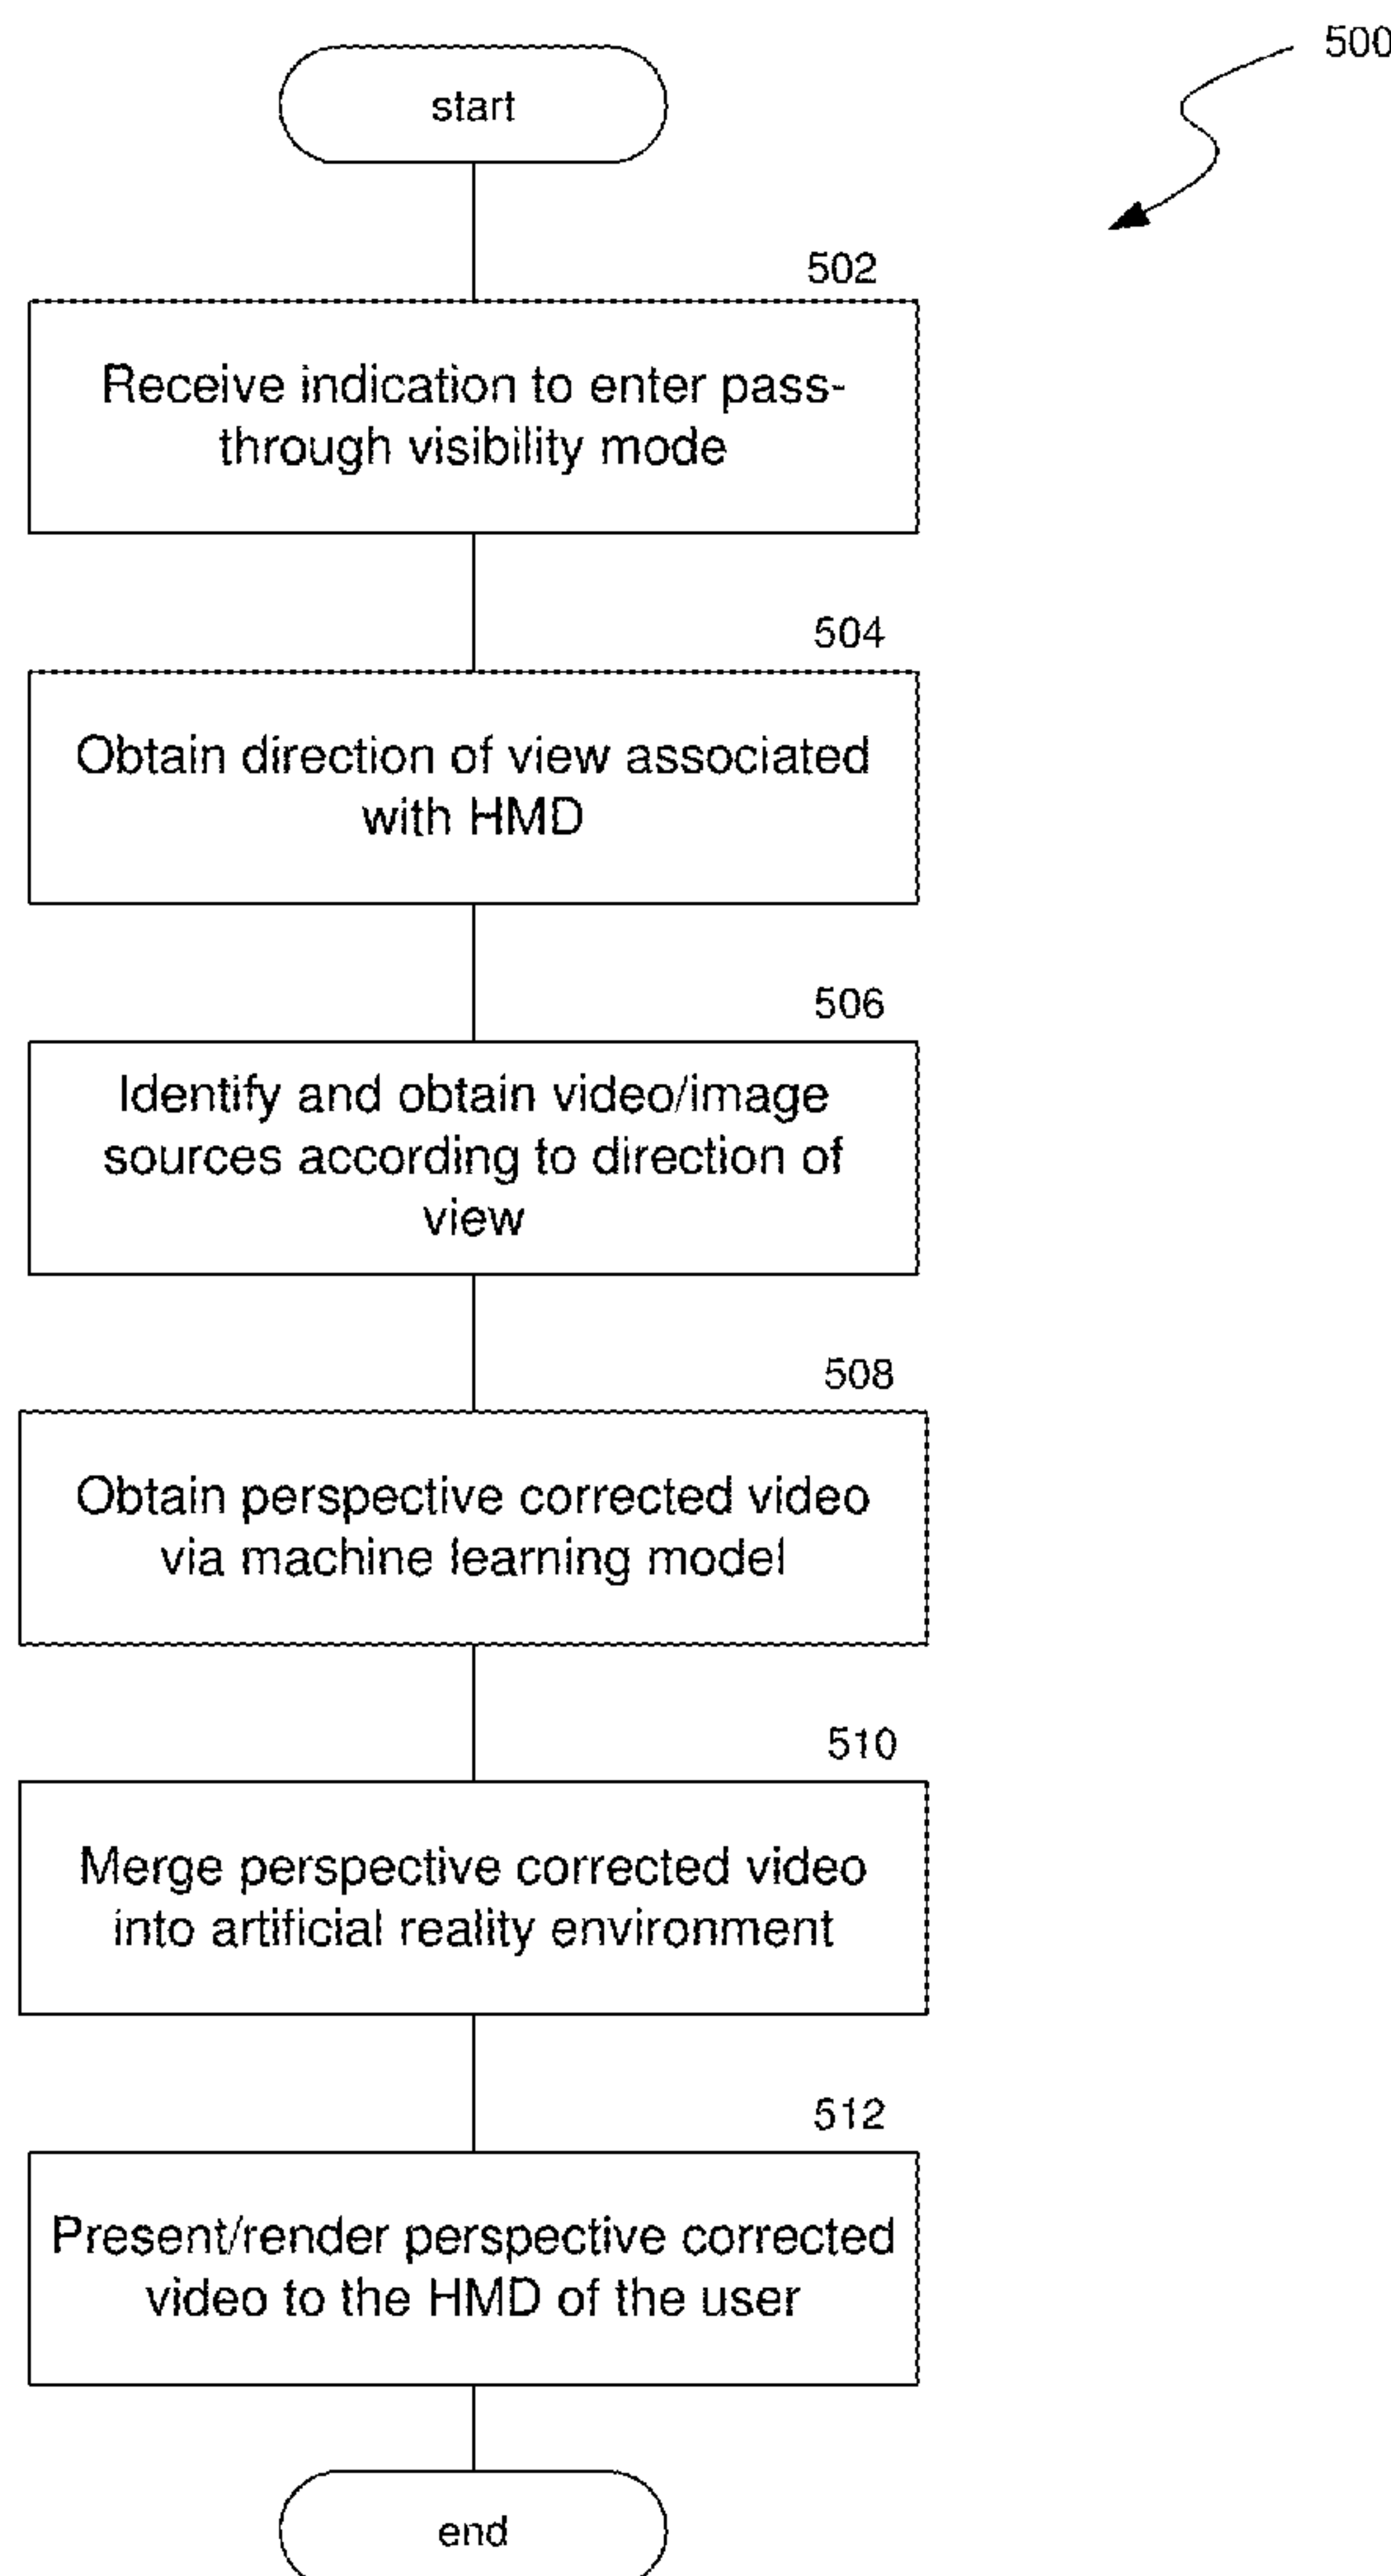 500
start
502
Receive indication to enter pass-
through visibility mode
504
Obtain direction of view associated
with HMD
506
Identify and obtain video/image
sources according to direction of
view
508
Obtain perspective corrected video
via machine learning model
510
Merge perspective corrected video
into artificial reality environment
512
Present/render perspective corrected
video to the HMD of the user
end